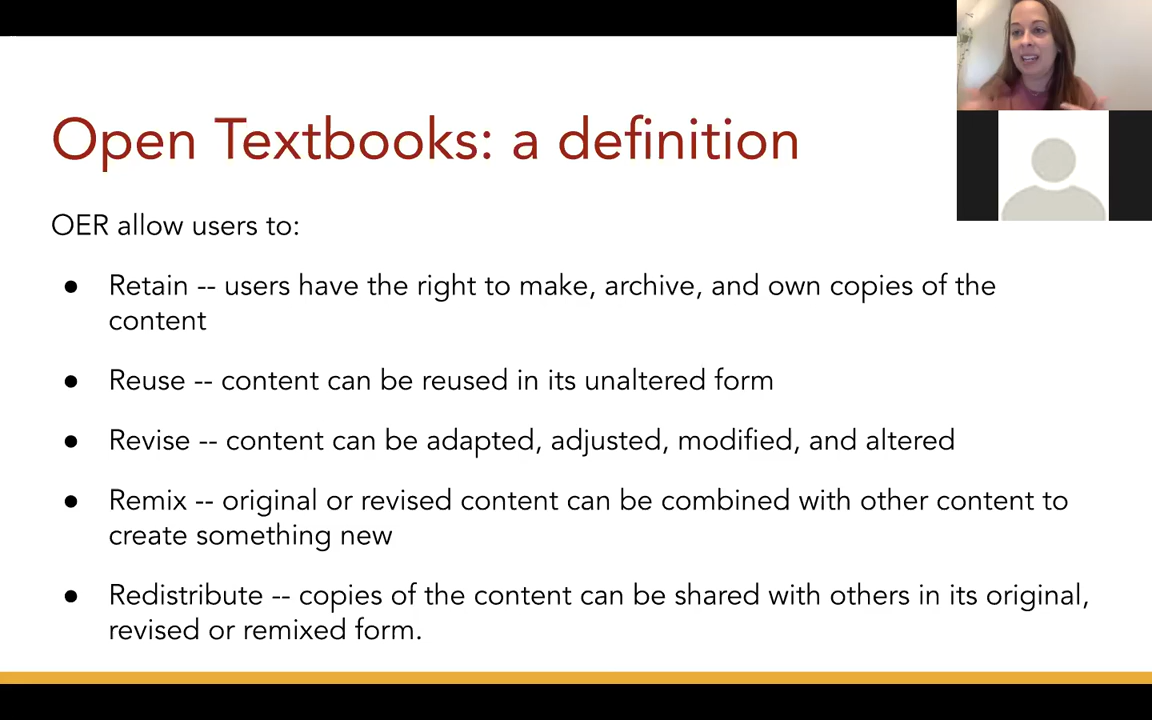 Open Textbooks: a definition
OER allow users to:
● Retain -- users have the right to make, archive, and own copies of the
content
● Reuse -- content can be reused in its unaltered form
● Revise -- content can be adapted, adjusted, modified, and altered
● Remix -- original or revised content can be combined with other content to
create something new
● Redistribute -- copies of the content can be shared with others in its original,
revised or remixed form.